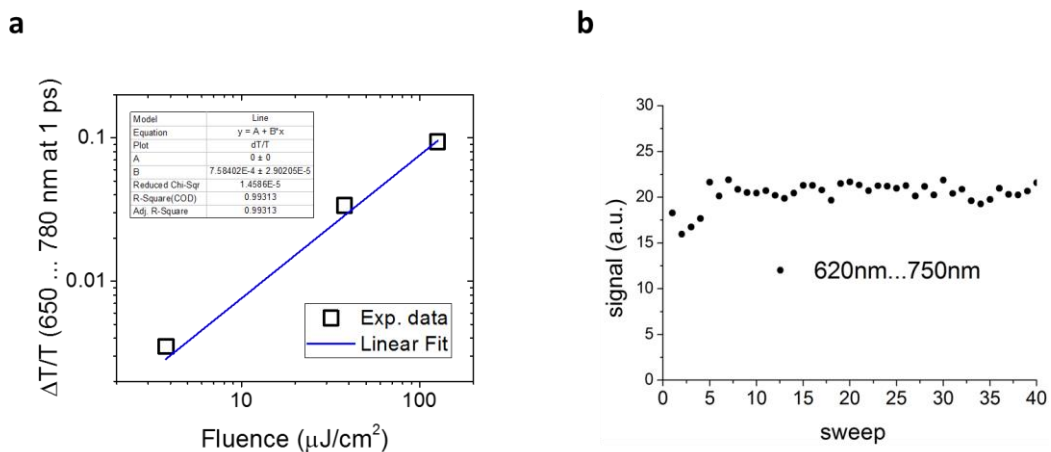 a
ΔT/T (650 ... 780 nm at 1 ps)
0.1
0.01
Model Line
Equation y = A + B*x
Plot dT/T
A 0 ± 0
B 7.58402E-4 ± 2.90205E-5
Reduced Chi-Sqr 1.4586E-5
R-Square(COD) 0.99313
Adj. R-Square 0.99313
Exp. data
Linear Fit
10 100
Fluence (μJ/cm²)
b
signal (a.u.)
30
25
20
15
10
5
0
620nm...750nm
0 5 10 15 20 25 30 35 40
sweep